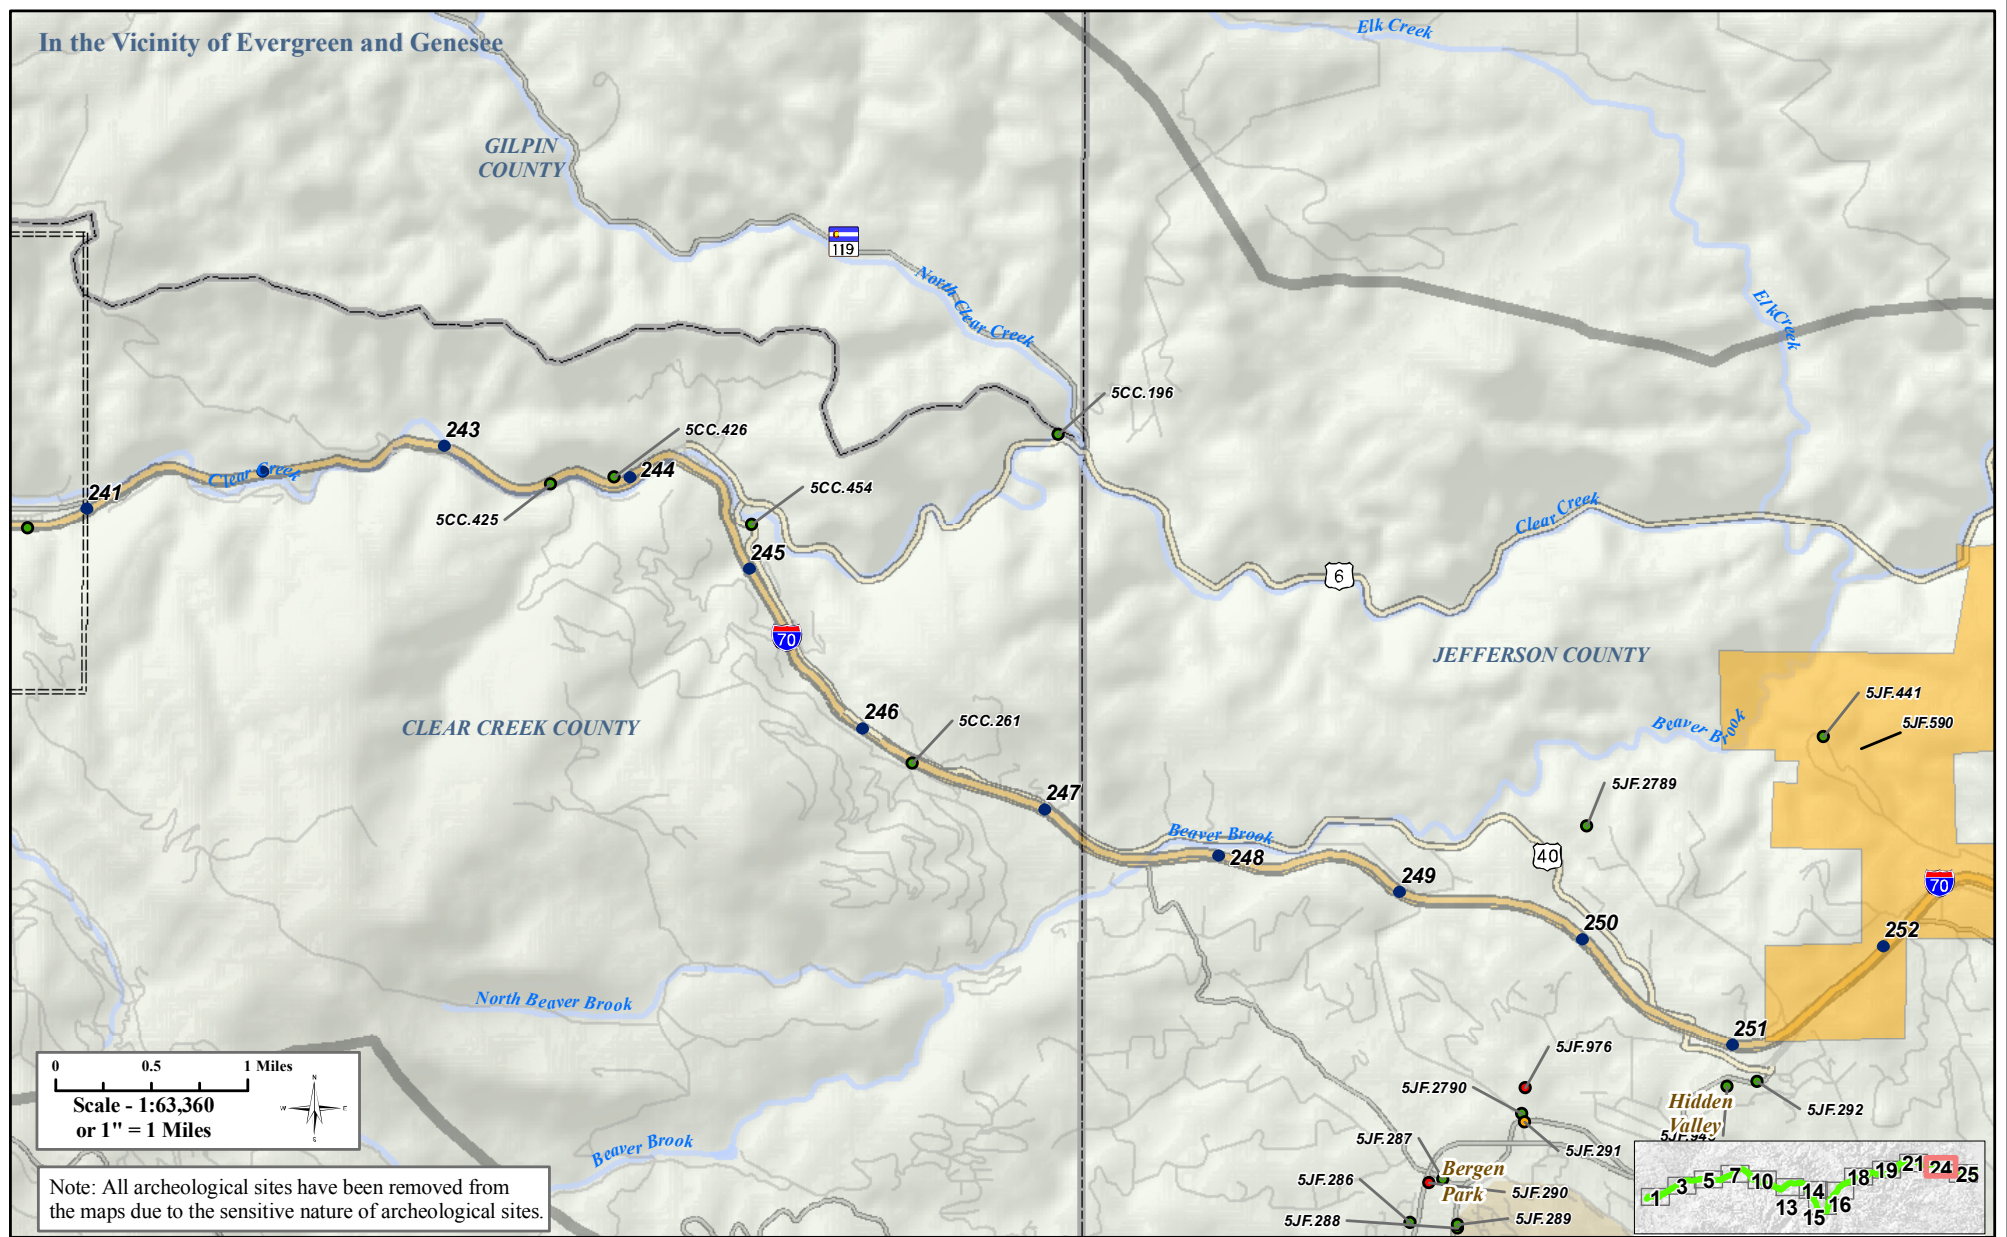 In the Vicinity of Evergreen and Genesee
Elk Creek
GILPIN
COUNTY
119
North Clear Creek
Elk Creek
5CC.196
243
5CC.426
244
Clear Creek
241
5CC.454
5CC.425
Clear Creek
245
6
70
JEFFERSON COUNTY
5JF.441
5JF.590
CLEAR CREEK COUNTY
246
5CC.261
Beaver Brook
5JF.2789
247
Beaver Brook
248
40
249
70
250
252
North Beaver Brook
251
5JF.976
5JF.2790
Hidden
Valley
5JF.292
5JF.287
5JF.291
Beaver Brook
5JF.286
Bergen
Park
5JF.290
5JF.288
5JF.289
0 0.5 1 Miles
Scale - 1:63,360
or 1" = 1 Miles
N
W E
S
Note: All archeological sites have been removed from
the maps due to the sensitive nature of archeological sites.
1 3 5 7 10 13 14 15 16 18 19 21 24 25